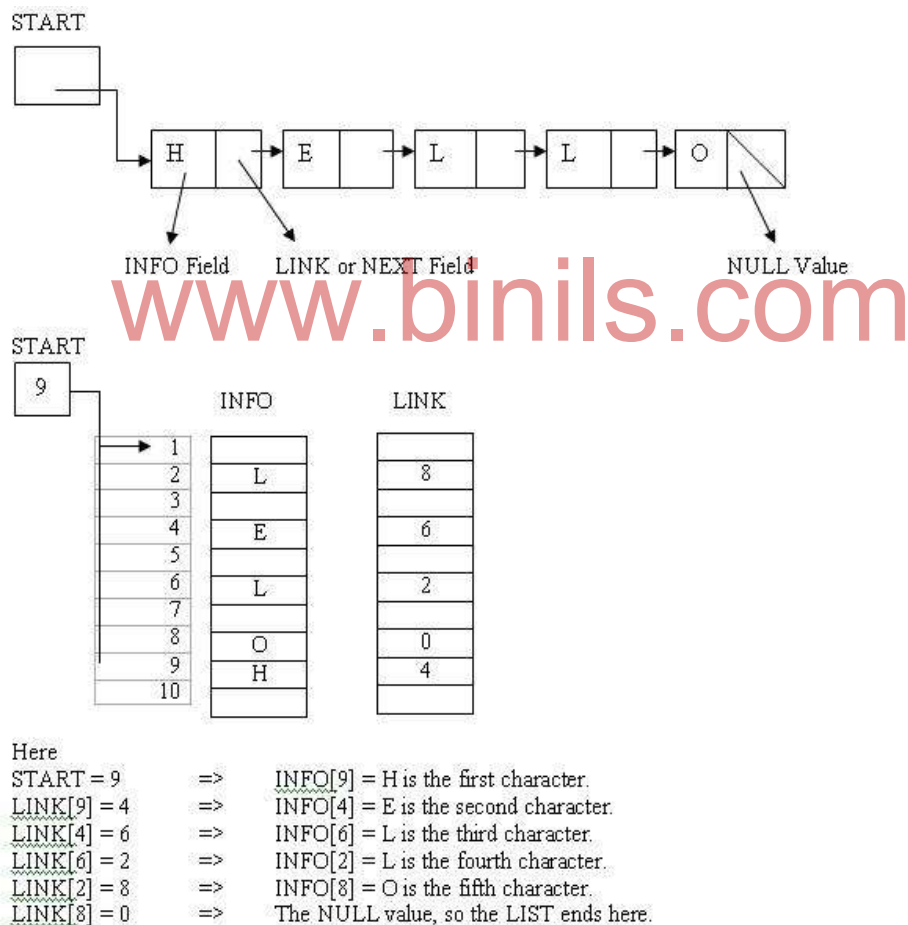 START
H E L L O
INFO Field LINK or NEXT Field NULL Value
www.binils.com
START
9
INFO LINK
1
2 L 8
3
4 E 6
5
6 L 2
7
8 O 0
9 H 4
10
Here
START = 9 => INFO[9] = H is the first character.
LINK[9] = 4 => INFO[4] = E is the second character.
LINK[4] = 6 => INFO[6] = L is the third character.
LINK[6] = 2 => INFO[2] = L is the fourth character.
LINK[2] = 8 => INFO[8] = O is the fifth character.
LINK[8] = 0 => The NULL value, so the LIST ends here.